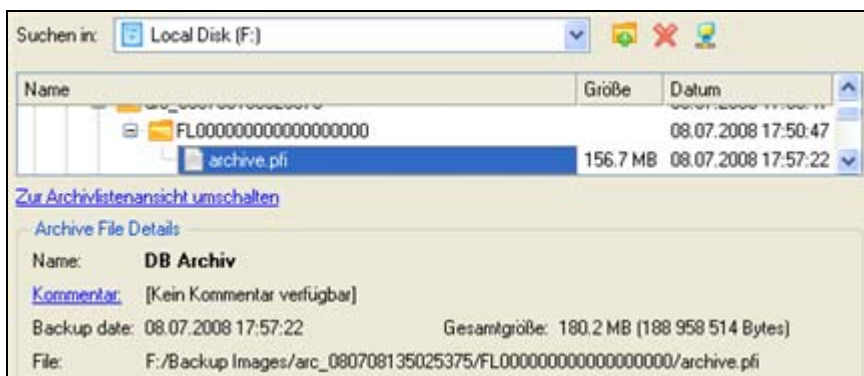 Suchen in: Local Disk (F:)
Name Größe Datum
FL000000000000000000 08.07.2008 17:50:47
archive.pfi 156.7 MB 08.07.2008 17:57:22
Zur Archivlistenansicht umschalten
Archive File Details
Name: DB Archiv
Kommentar: [Kein Kommentar verfügbar]
Backup date: 08.07.2008 17:57:22 Gesamtgröße: 180.2 MB (188 958 514 Bytes)
File: F:/Backup Images/arc_080708135025375/FL000000000000000000/archive.pfi